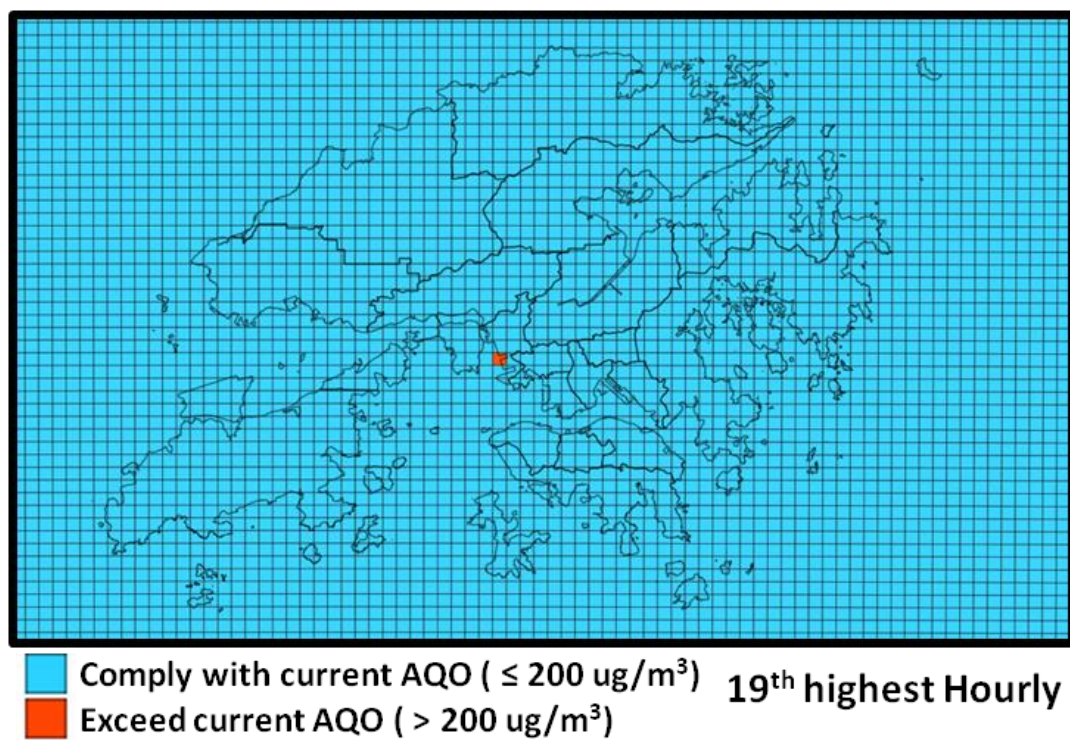 Comply with current AQO ( ≤ 200 ug/m³)
Exceed current AQO ( > 200 ug/m³)
19ᵗʰ highest Hourly